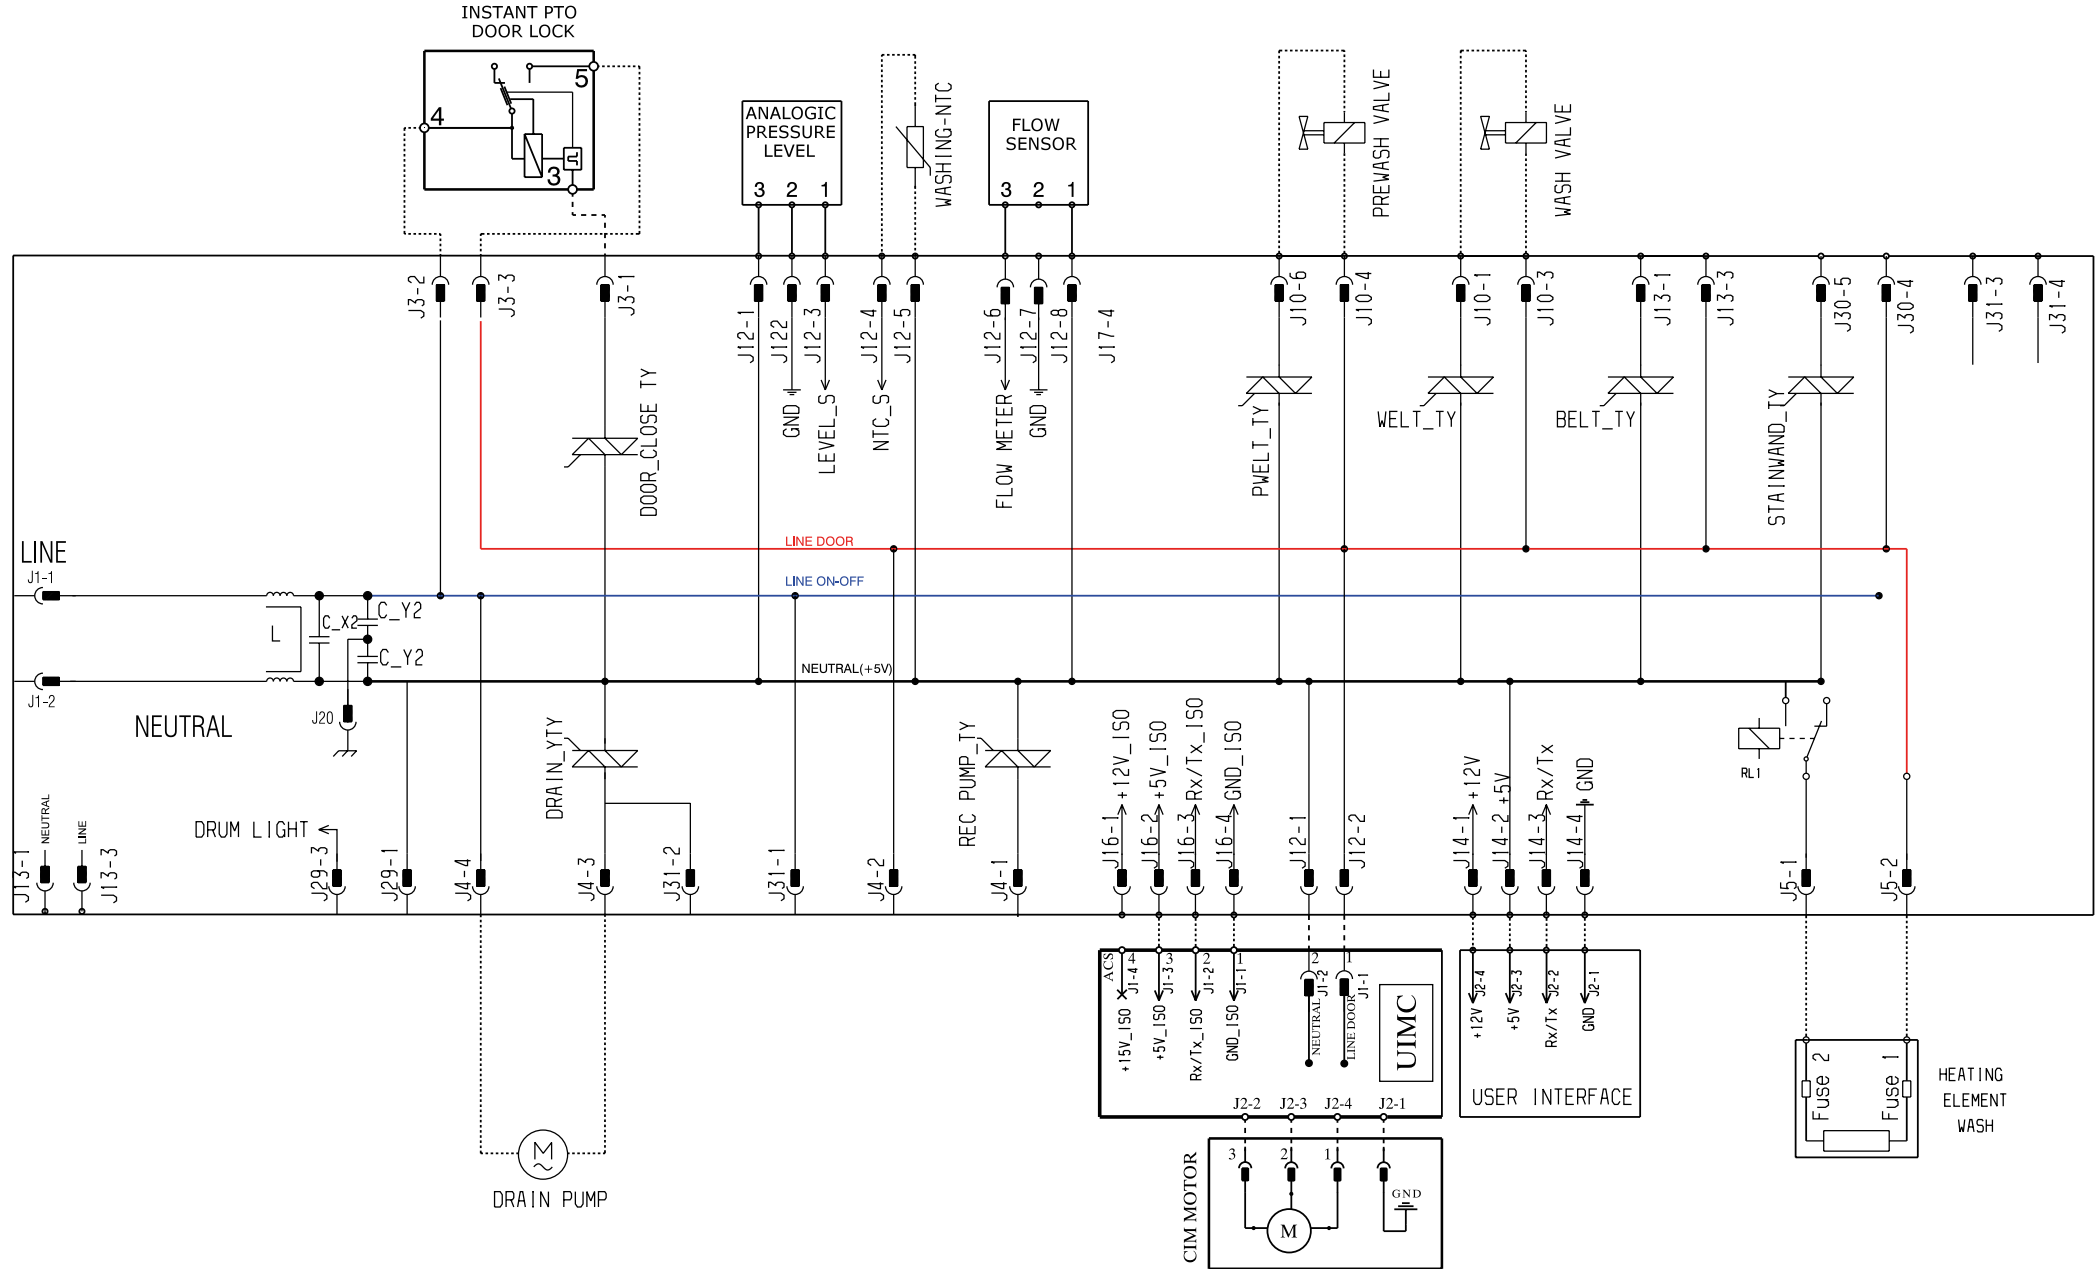 INSTANT PTO
DOOR LOCK
5
4
3
ANALOGIC
PRESSURE
LEVEL
3 2 1
WASHING-NTC
FLOW
SENSOR
3 2 1
PREWASH VALVE
WASH VALVE
J3-2
J3-3
J3-1
J12-1
J122
J12-3
J12-4
J12-5
J12-6
J12-7
J12-8
J17-4
J10-6
J10-4
J10-1
J10-3
J13-1
J13-3
J30-5
J30-4
J31-3
J31-4
DOOR_CLOSE TY
GND
LEVEL_S
NTC_S
FLOW METER
GND
PWELT_TY
WELT_TY
BELT_TY
STAINWAND_TY
LINE DOOR
LINE
J1-1
LINE ON-OFF
L
C_X2
C_Y2
C_Y2
NEUTRAL(+5V)
J1-2
NEUTRAL
J20
DRAIN_YTY
REC PUMP_TY
+12V_ISO
+5V_ISO
Rx/Tx_ISO
GND_ISO
+12V
+5V
Rx/Tx
GND
RL1
NEUTRAL
LINE
DRUM LIGHT
J13-1
J13-3
J29-3
J29-1
J4-4
J4-3
J31-2
J31-1
J4-2
J4-1
J16-1
J16-2
J16-3
J16-4
J12-1
J12-2
J14-1
J14-2
J14-3
J14-4
J5-1
J5-2
ACS
4 3 2 1 2 1
J1-4
J1-3
J1-2
J1-1
J1-2
J1-1
+15V_ISO
+5V_ISO
Rx/Tx_ISO
GND_ISO
NEUTRAL
LINE DOOR
UIMC
J2-4
J2-3
J2-2
J2-1
+12V
+5V
Rx/Tx
GND
USER INTERFACE
Fuse 2
Fuse 1
HEATING
ELEMENT
WASH
J2-2 J2-3 J2-4 J2-1
3 2 1
GND
M
CIM MOTOR
M
DRAIN PUMP